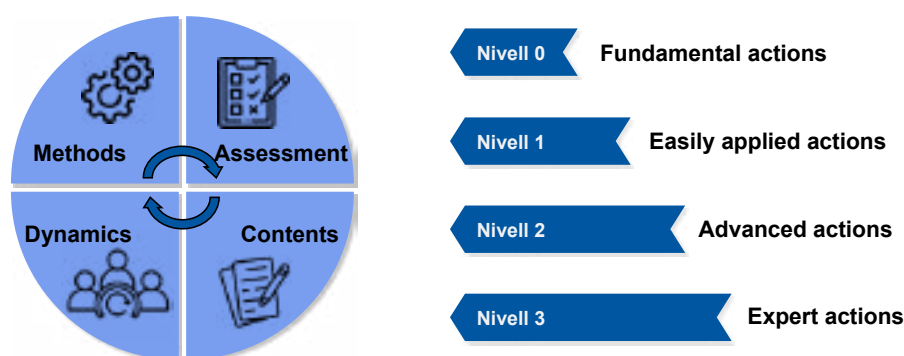 Methods
Assessment
Dynamics
Contents
Nivell 0
Fundamental actions
Nivell 1
Easily applied actions
Nivell 2
Advanced actions
Nivell 3
Expert actions